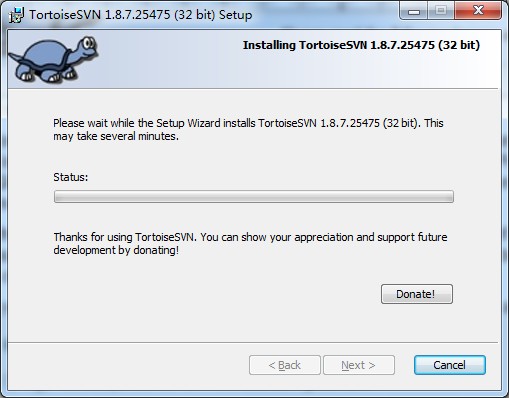 TortoiseSVN 1.8.7.25475 (32 bit) Setup
Installing TortoiseSVN 1.8.7.25475 (32 bit)
Please wait while the Setup Wizard installs TortoiseSVN 1.8.7.25475 (32 bit). This
may take several minutes.
Status:
Thanks for using TortoiseSVN. You can show your appreciation and support future
development by donating!
Donate!
< Back
Next >
Cancel